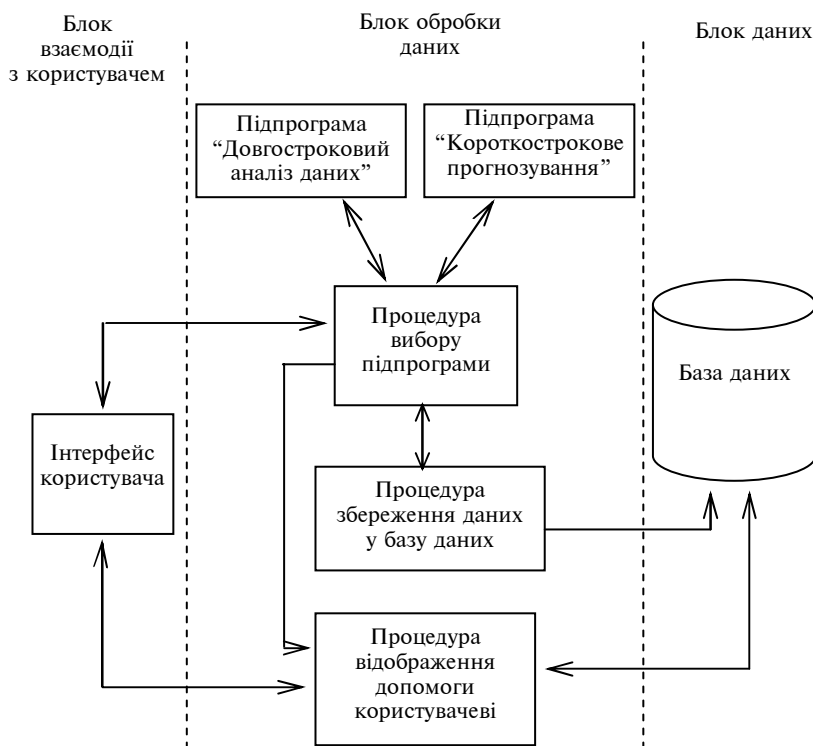 Блок
взаємодії
з користувачем
Блок обробки
даних
Блок даних
Підпрограма
“Довгостроковий
аналіз даних”
Підпрограма
“Короткострокове
прогнозування”
Процедура
вибору
підпрограми
База даних
Інтерфейс
користувача
Процедура
збереження даних
у базу даних
Процедура
відображення
допомоги
користувачеві